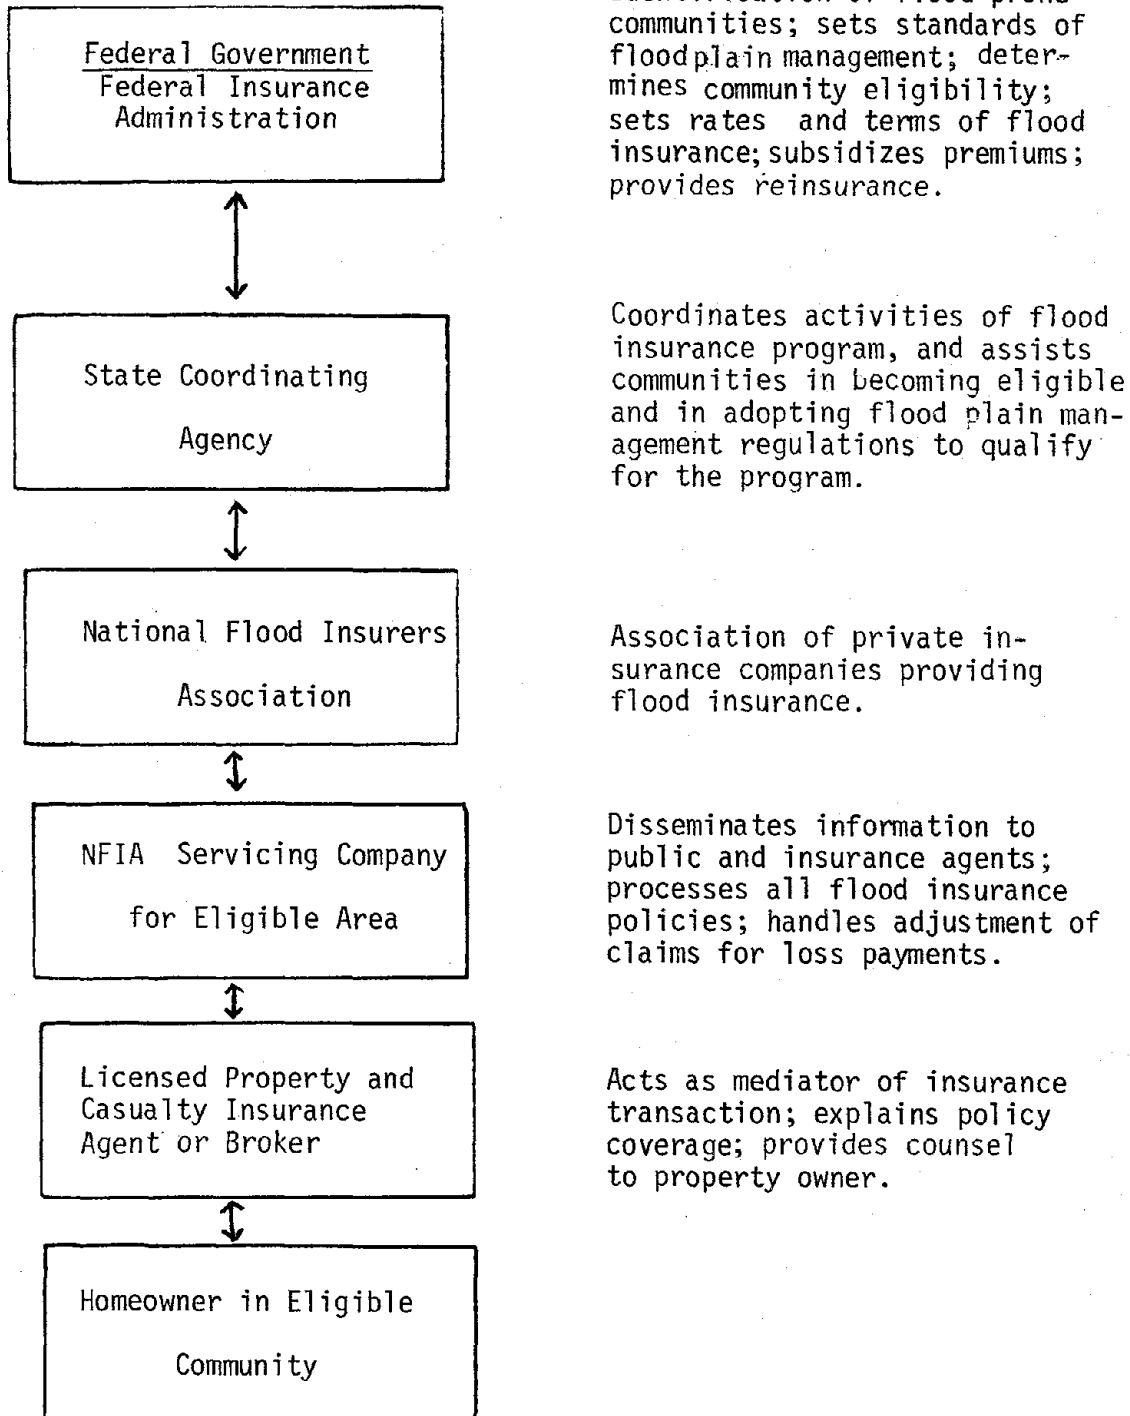 Federal Government
Federal Insurance
Administration
communities; sets standards of
flood plain management; deter-
mines community eligibility;
sets rates and terms of flood
insurance; subsidizes premiums;
provides reinsurance.
State Coordinating
Agency
Coordinates activities of flood
insurance program, and assists
communities in becoming eligible
and in adopting flood plain man-
agement regulations to qualify
for the program.
National Flood Insurers
Association
Association of private in-
surance companies providing
flood insurance.
NFIA Servicing Company
for Eligible Area
Disseminates information to
public and insurance agents;
processes all flood insurance
policies; handles adjustment of
claims for loss payments.
Licensed Property and
Casualty Insurance
Agent or Broker
Acts as mediator of insurance
transaction; explains policy
coverage; provides counsel
to property owner.
Homeowner in Eligible
Community